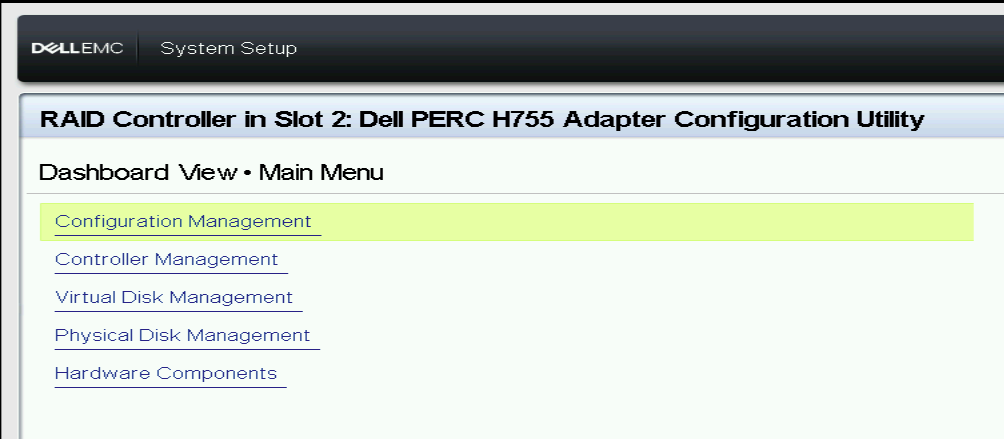 DELLEMC System Setup
RAID Controller in Slot 2: Dell PERC H755 Adapter Configuration Utility
Dashboard View • Main Menu
Configuration Management
Controller Management
Virtual Disk Management
Physical Disk Management
Hardware Components